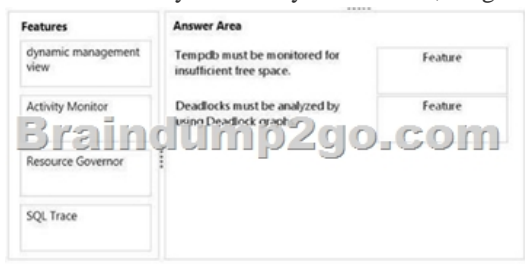 Features
dynamic management
view
Activity Monitor
Resource Governor
SQL Trace
Answer Area
Tempdb must be monitored for
insufficient free space.
Feature
Deadlocks must be analyzed by
using Deadlock graph
Feature
Braindump2go.com